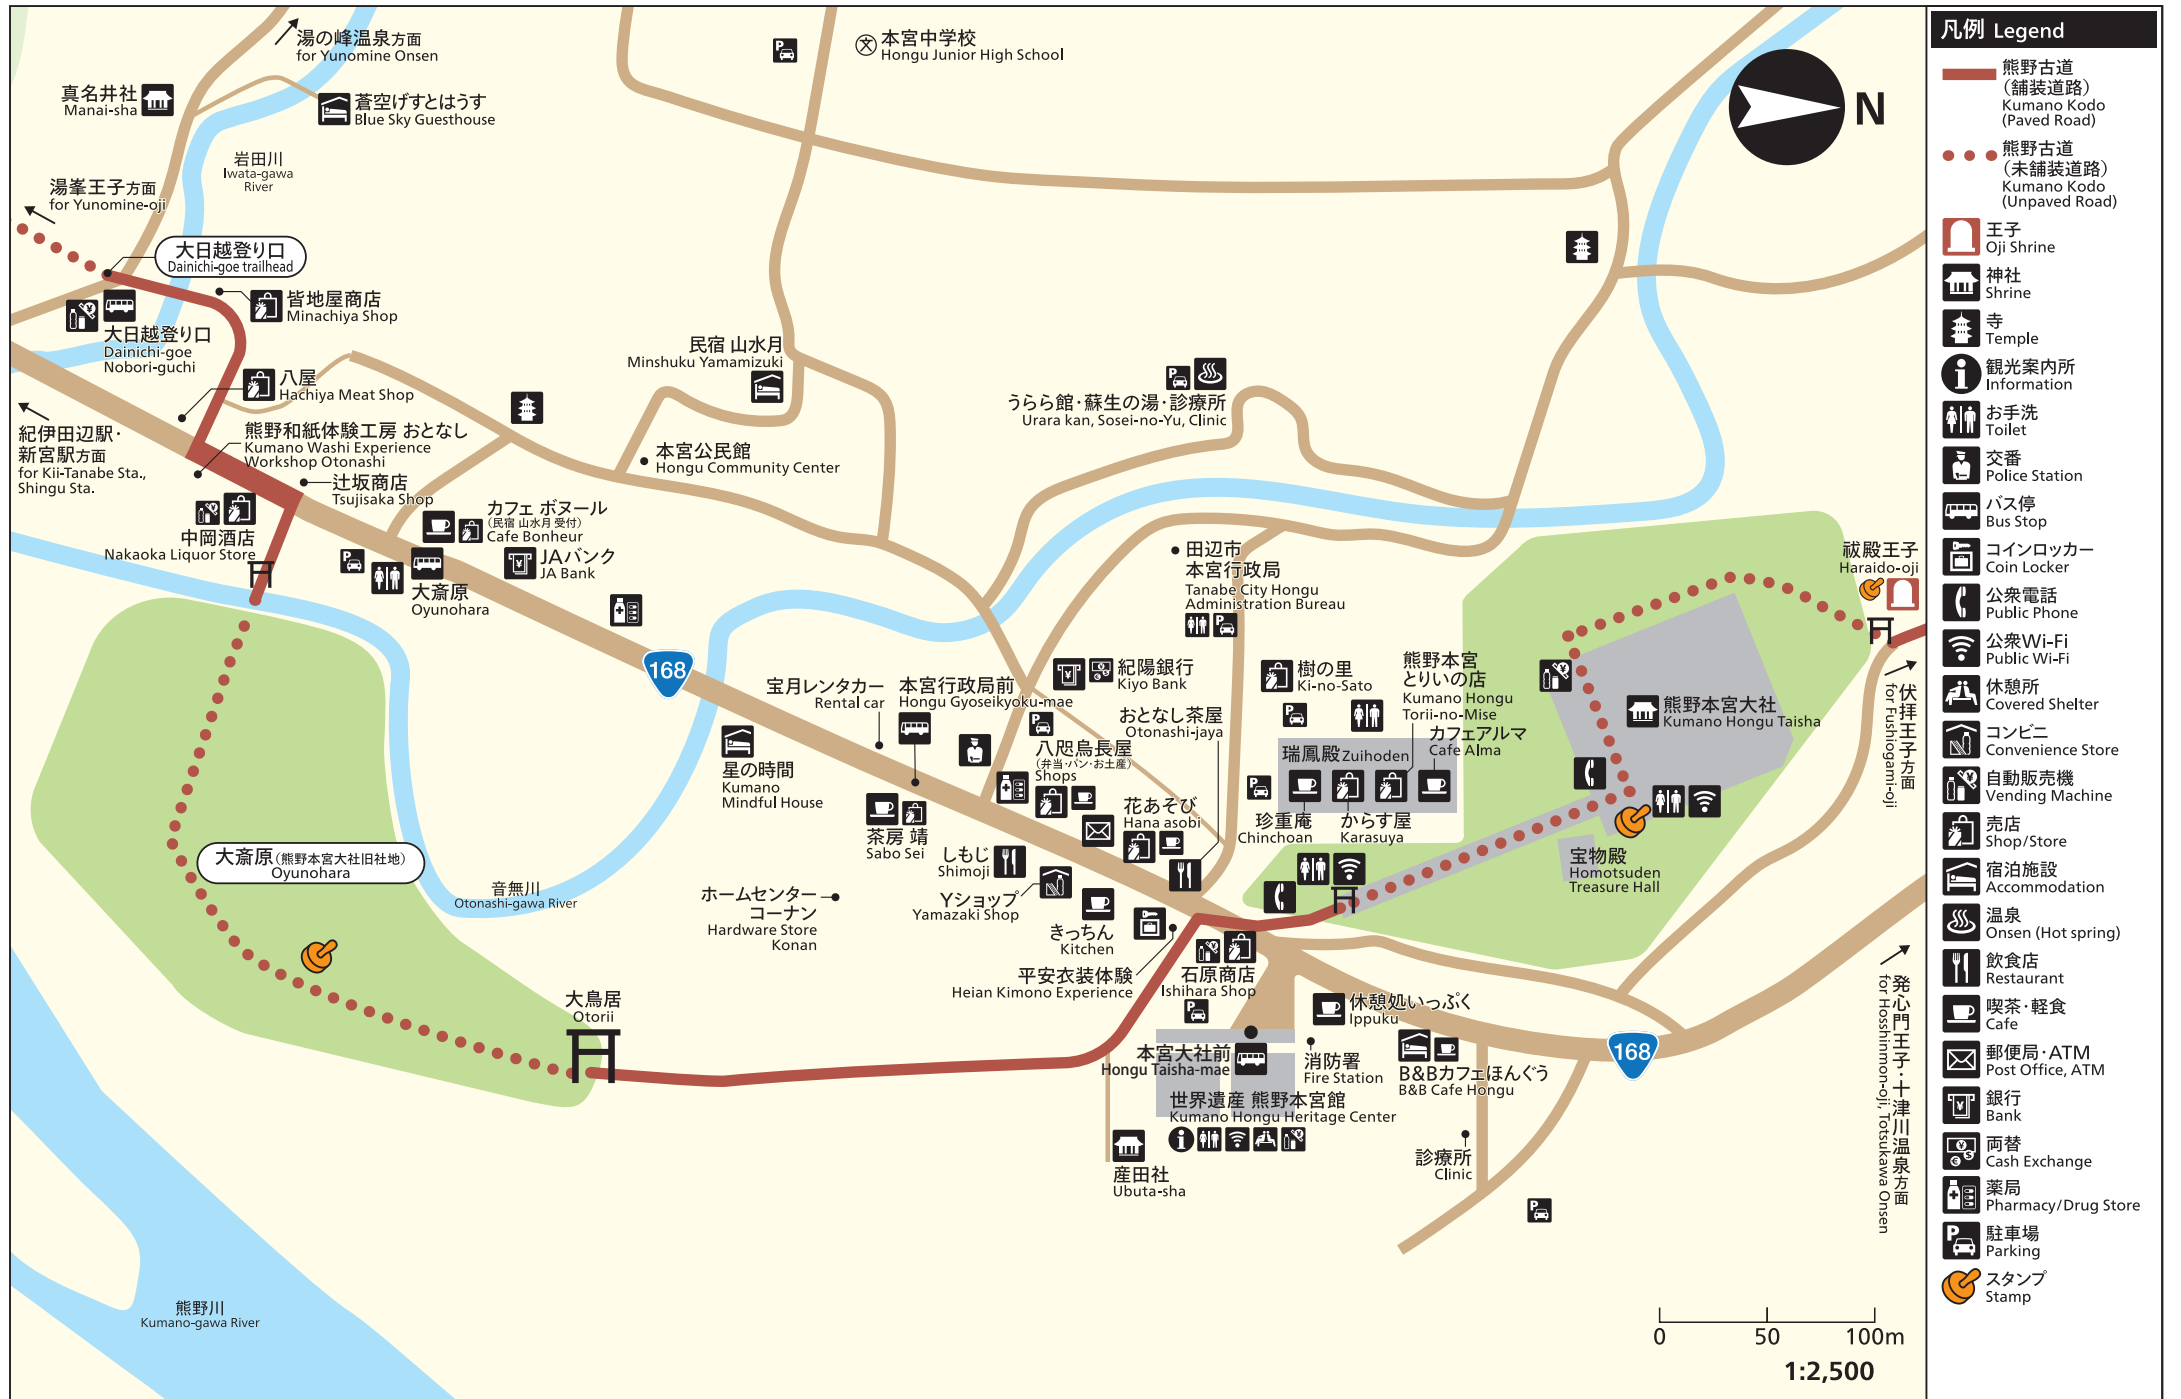 湯の峰温泉方面
for Yunomine Onsen
真名井社
Manai-sha
蒼空げすとはうす
Blue Sky Guesthouse
P
文
本宮中学校
Hongu Junior High School
N
岩田川
Iwata-gawa
River
湯峯王子方面
for Yunomine-oji
大日越登り口
Dainichi-goe trailhead
皆地屋商店
Minachiya Shop
大日越登り口
Dainichi-goe
Nobori-guchi
八屋
Hachiya Meat Shop
民宿 山水月
Minshuku Yamamizuki
紀伊田辺駅・
新宮駅方面
for Kii-Tanabe Sta.,
Shingu Sta.
熊野和紙体験工房 おとなし
Kumano Washi Experience
Workshop Otonashi
辻坂商店
Tsujisaka Shop
本宮公民館
Hongu Community Center
P
うらら館・蘇生の湯・診療所
Urara kan, Sosei-no-Yu, Clinic
中岡酒店
Nakaoka Liquor Store
カフェ ボヌール
(民宿 山水月 受付)
Cafe Bonheur
JAバンク
JA Bank
P
大斎原
Oyunohara
田辺市
本宮行政局
Tanabe City Hongu
Administration Bureau
P
祓殿王子
Haraido-oji
168
宝月レンタカー
Rental car
本宮行政局前
Hongu Gyoseikyoku-mae
紀陽銀行
Kiyo Bank
P
樹の里
Ki-no-Sato
P
熊野本宮
とりいの店
Kumano Hongu
Torii-no-Mise
カフェアルマ
Cafe Alma
熊野本宮大社
Kumano Hongu Taisha
伏拝王子方面
for Fushiogami-oji
おとなし茶屋
Otonashi-jaya
八咫烏長屋
(弁当・パン・お土産)
Shops
星の時間
Kumano
Mindful House
瑞鳳殿 Zuihoden
P
珍重庵
Chinchoan
からす屋
Karasuya
茶房 靖
Sabo Sei
花あそび
Hana asobi
しもじ
Shimoji
Yショップ
Yamazaki Shop
宝物殿
Homotsuden
Treasure Hall
大斎原(熊野本宮大社旧社地)
Oyunohara
音無川
Otonashi-gawa River
ホームセンター
コーナン
Hardware Store
Konan
きっちん
Kitchen
平安衣装体験
Heian Kimono Experience
石原商店
Ishihara Shop
P
休憩処いっぷく
Ippuku
大鳥居
Otorii
本宮大社前
Hongu Taisha-mae
消防署
Fire Station
B&Bカフェほんぐう
B&B Cafe Hongu
168
発心門王子・十津川温泉方面
for Hosshinmon-oji, Totsukawa Onsen
世界遺産 熊野本宮館
Kumano Hongu Heritage Center
産田社
Ubuta-sha
診療所
Clinic
P
熊野川
Kumano-gawa River
0 50 100m
1:2,500
凡例 Legend
熊野古道
(舗装道路)
Kumano Kodo
(Paved Road)
熊野古道
(未舗装道路)
Kumano Kodo
(Unpaved Road)
王子
Oji Shrine
神社
Shrine
寺
Temple
観光案内所
Information
お手洗
Toilet
交番
Police Station
バス停
Bus Stop
コインロッカー
Coin Locker
公衆電話
Public Phone
公衆Wi-Fi
Public Wi-Fi
休憩所
Covered Shelter
コンビニ
Convenience Store
自動販売機
Vending Machine
売店
Shop/Store
宿泊施設
Accommodation
温泉
Onsen (Hot spring)
飲食店
Restaurant
喫茶・軽食
Cafe
郵便局・ATM
Post Office, ATM
銀行
Bank
両替
Cash Exchange
薬局
Pharmacy/Drug Store
P
駐車場
Parking
スタンプ
Stamp